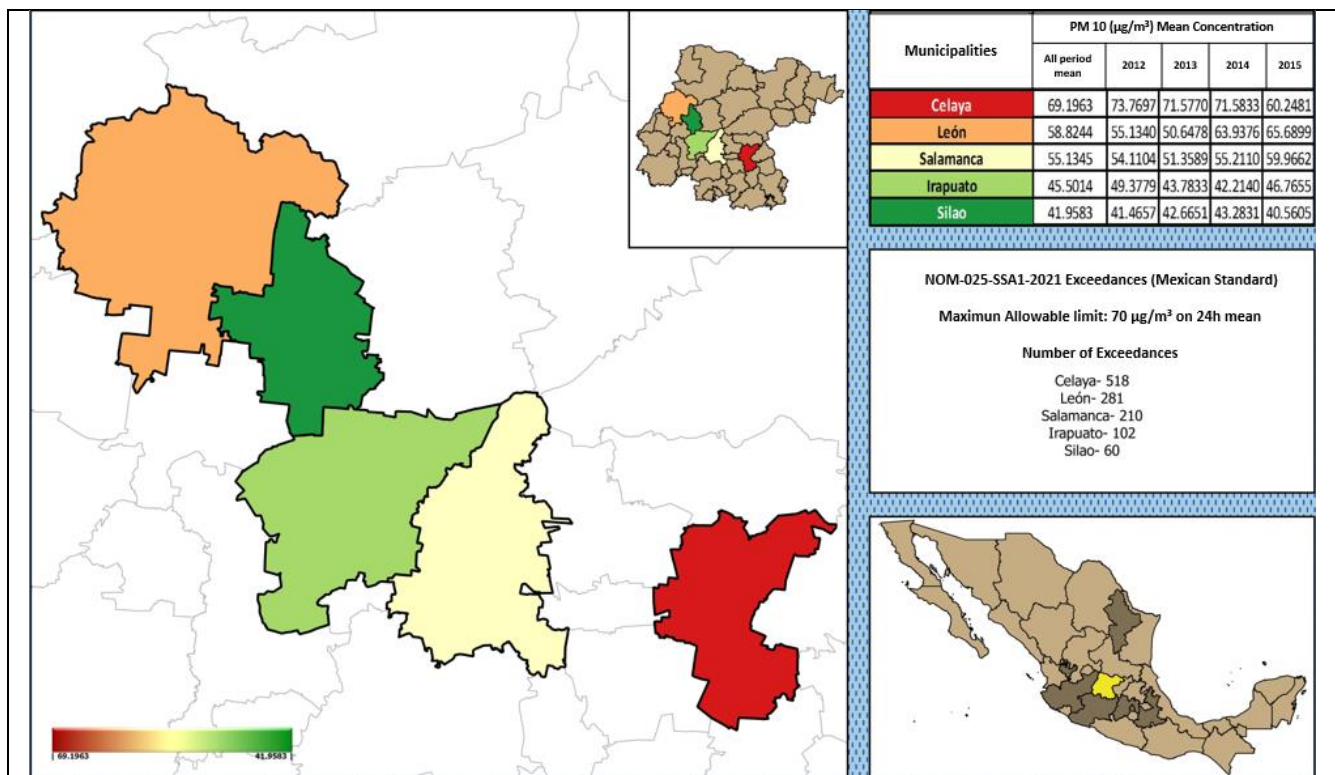 Municipalities
PM 10 (µg/m³) Mean Concentration
All period mean 2012 2013 2014 2015
Celaya 69.1963 73.7697 71.5770 71.5833 60.2481
León 58.8244 55.1340 50.6478 63.9376 65.6899
Salamanca 55.1345 54.1104 51.3589 55.2110 59.9662
Irapuato 45.5014 49.3779 43.7833 42.2140 46.7655
Silao 41.9583 41.4657 42.6651 43.2831 40.5605
NOM-025-SSA1-2021 Exceedances (Mexican Standard)
Maximun Allowable limit: 70 µg/m³ on 24h mean
Number of Exceedances
Celaya- 518
León- 281
Salamanca- 210
Irapuato- 102
Silao- 60
69.1963 41.9583